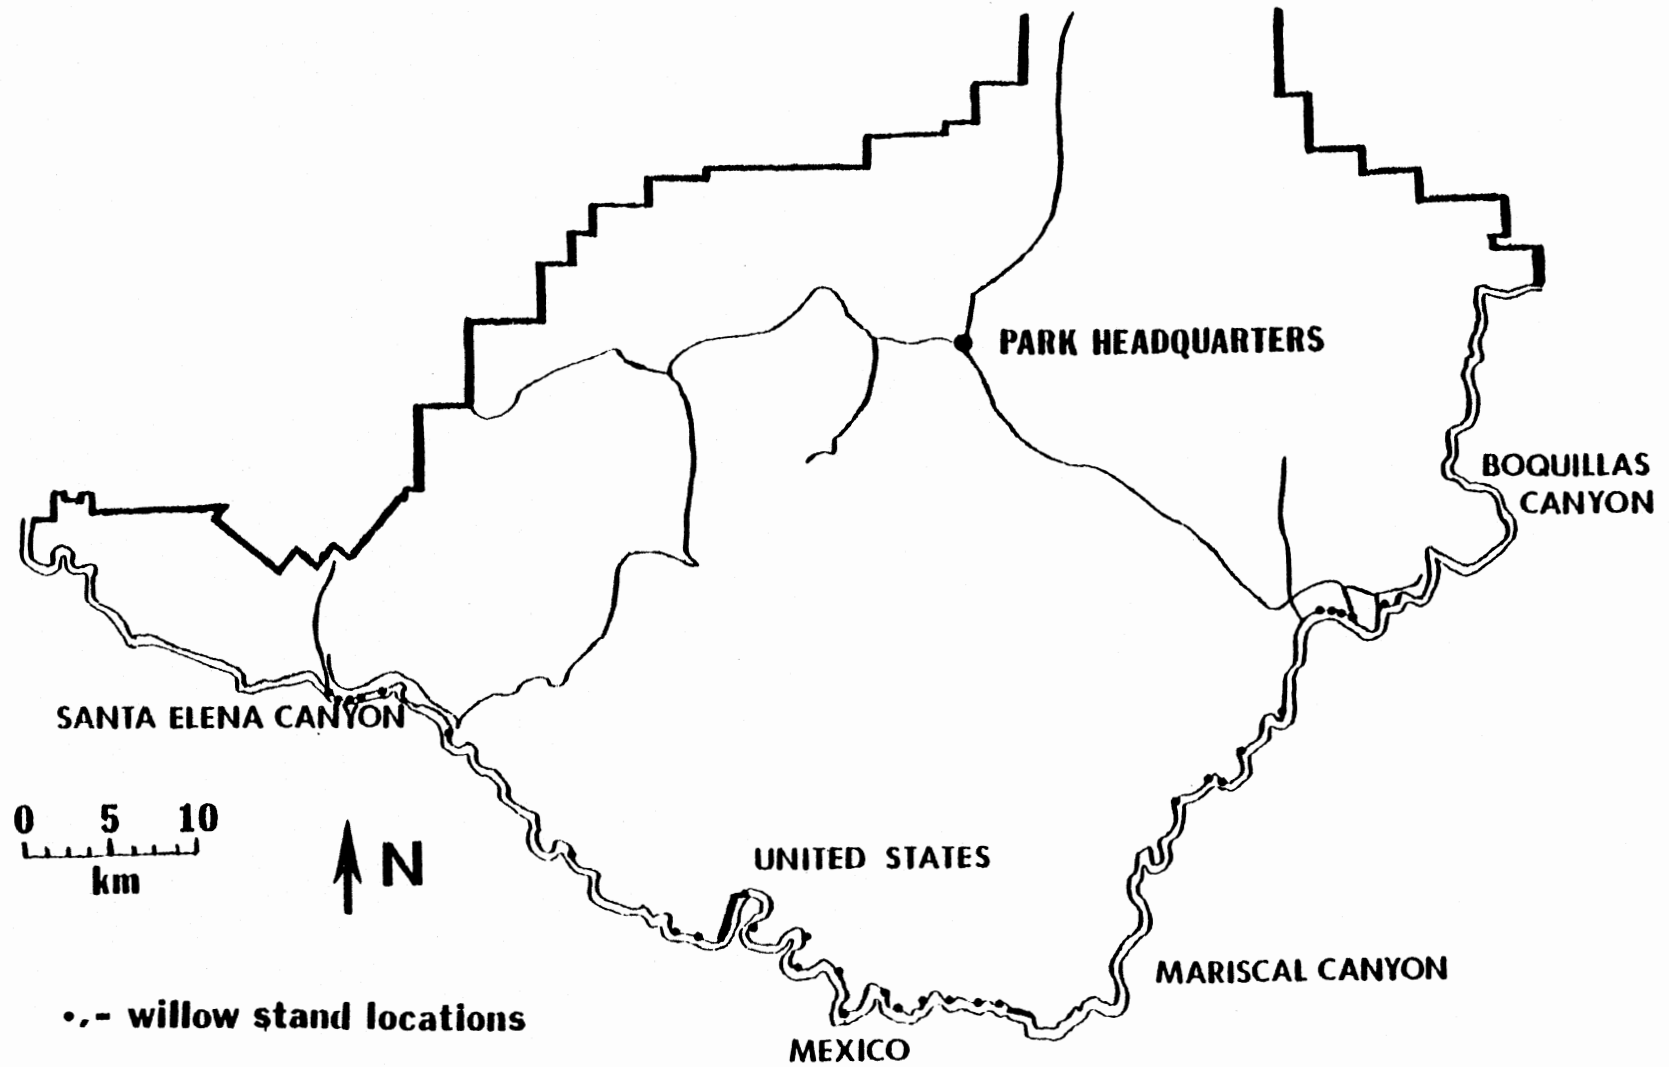 PARK HEADQUARTERS
BOQUILLAS
CANYON
SANTA ELENA CANYON
0 5 10
km
N
UNITED STATES
MARISCAL CANYON
•,- willow stand locations
MEXICO